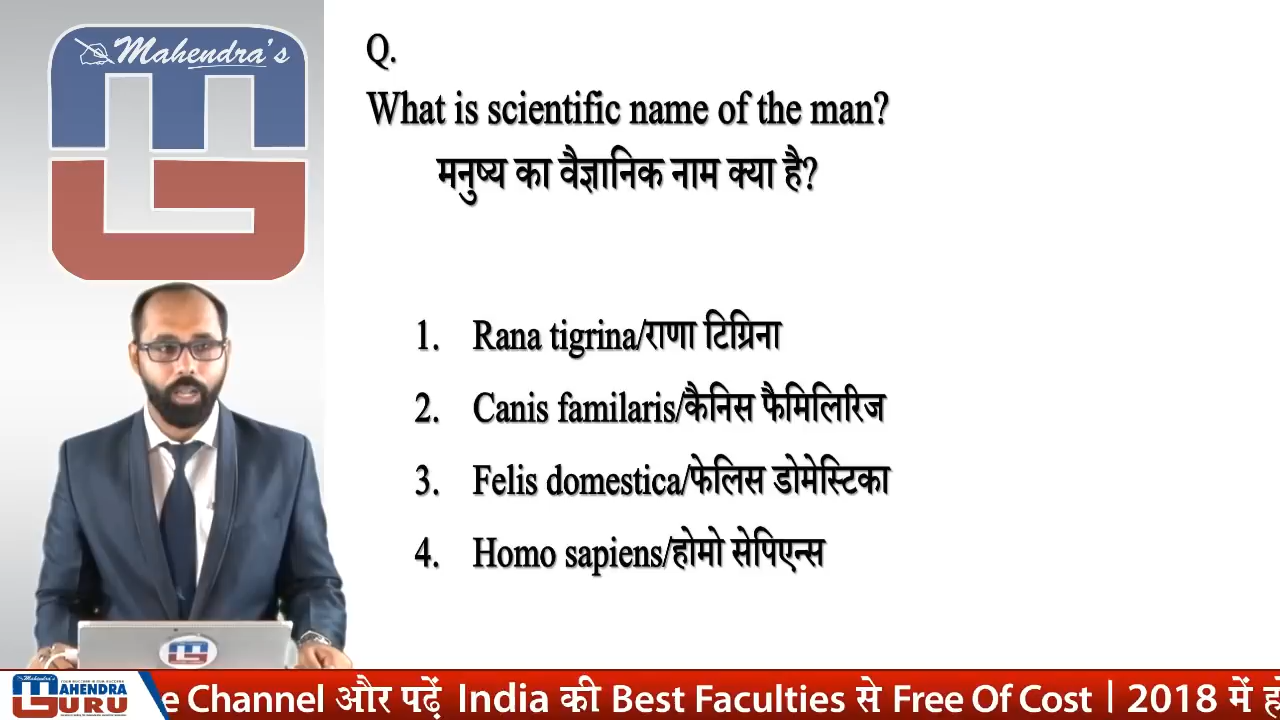 Mahendra's
Q.
What is scientific name of the man?
मनुष्य का वैज्ञानिक नाम क्या है?
1. Rana tigrina/राणा टिग्रिना
2. Canis familaris/कैनिस फैमिलिरिज
3. Felis domestica/फेलिस डोमेस्टिका
4. Homo sapiens/होमो सेपिएन्स
Mahendra's
MAHENDRA
GURU
e Channel और पढ़ें India की Best Faculties से Free Of Cost | 2018 में हो